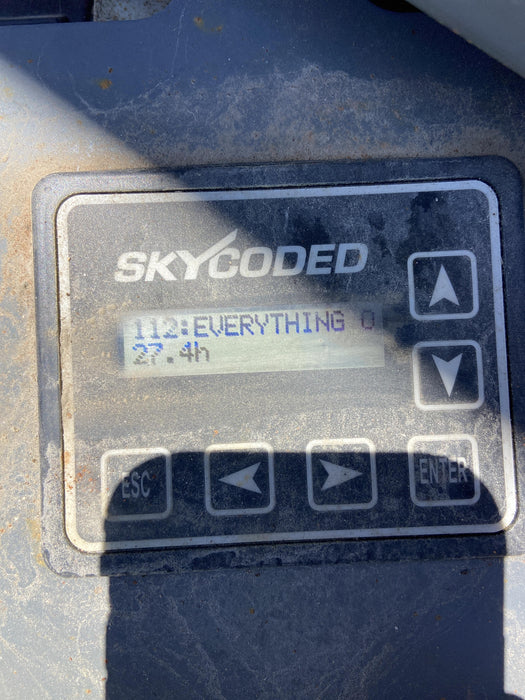 SKYCODED
112:EVERYTHING O
27.4h
ESC
ENTER